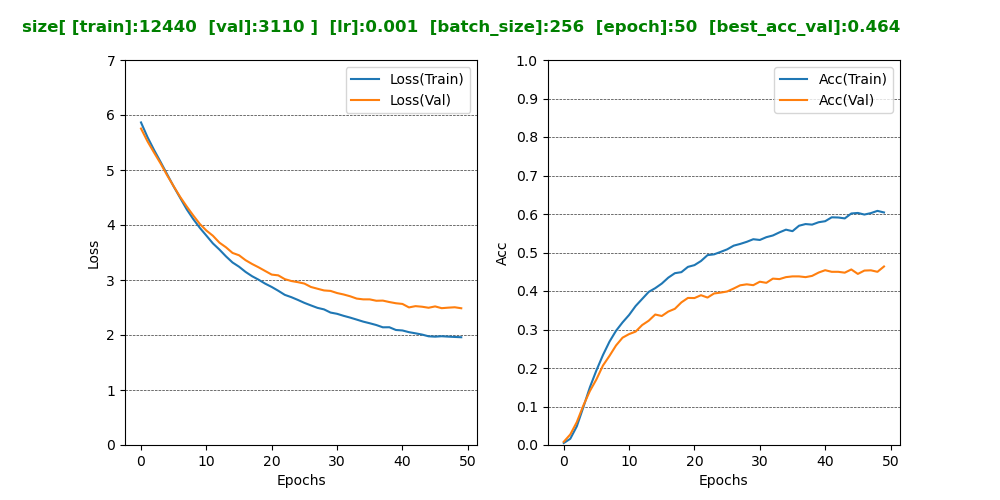 size[ [train]:12440 [val]:3110 ] [lr]:0.001 [batch_size]:256 [epoch]:50 [best_acc_val]:0.464
7
6
5
4
3
2
1
0
Loss
Loss(Train)
Loss(Val)
0 10 20 30 40 50
Epochs
1.0
0.9
0.8
0.7
0.6
0.5
0.4
0.3
0.2
0.1
0.0
Acc
Acc(Train)
Acc(Val)
0 10 20 30 40 50
Epochs